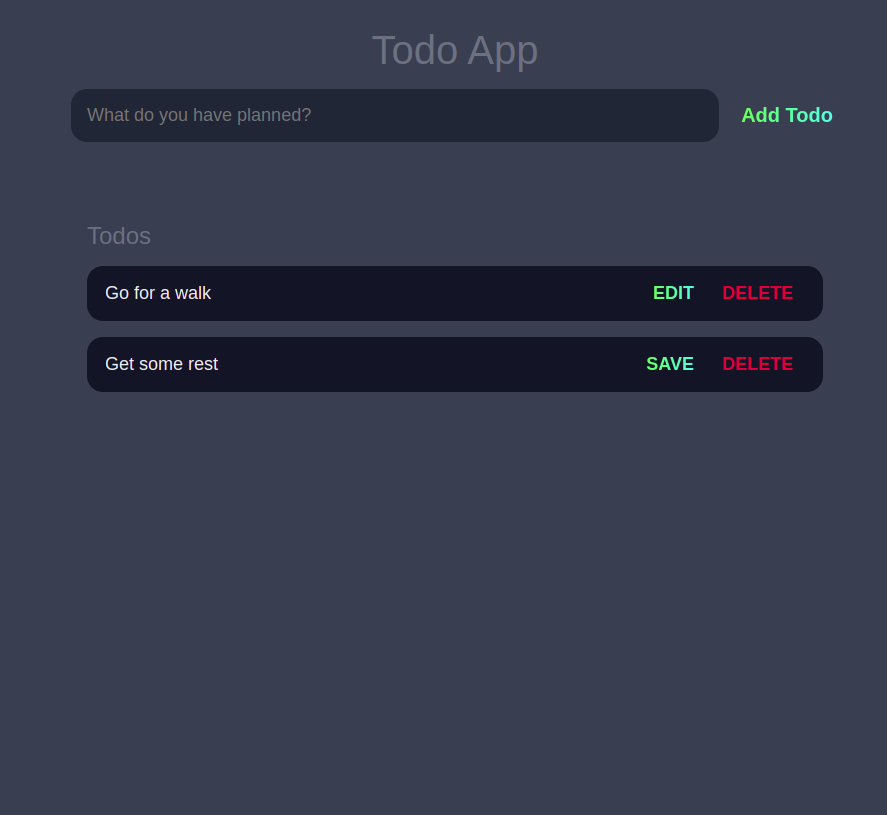 Todo App
What do you have planned?
Add Todo
Todos
Go for a walk EDIT DELETE
Get some rest SAVE DELETE